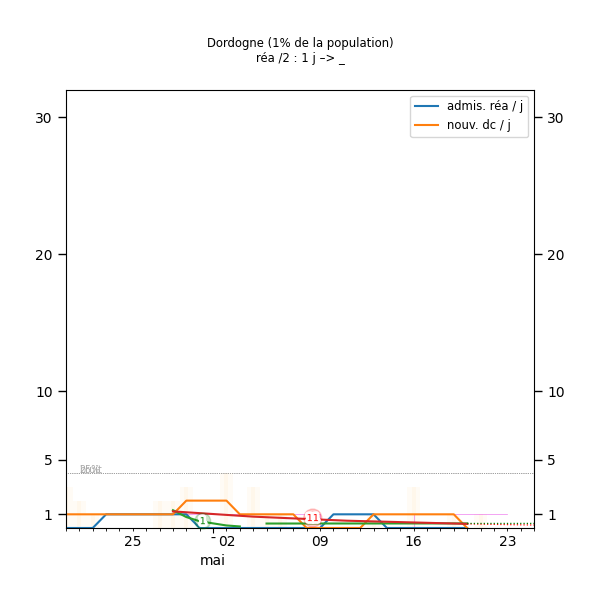 Dordogne (1% de la population)
réa /2 : 1 j –> _
admis. réa / j
nouv. dc / j
30 30
20 20
10 10
5 5
1 1
11
1
25 - 02 09 16 23
mai